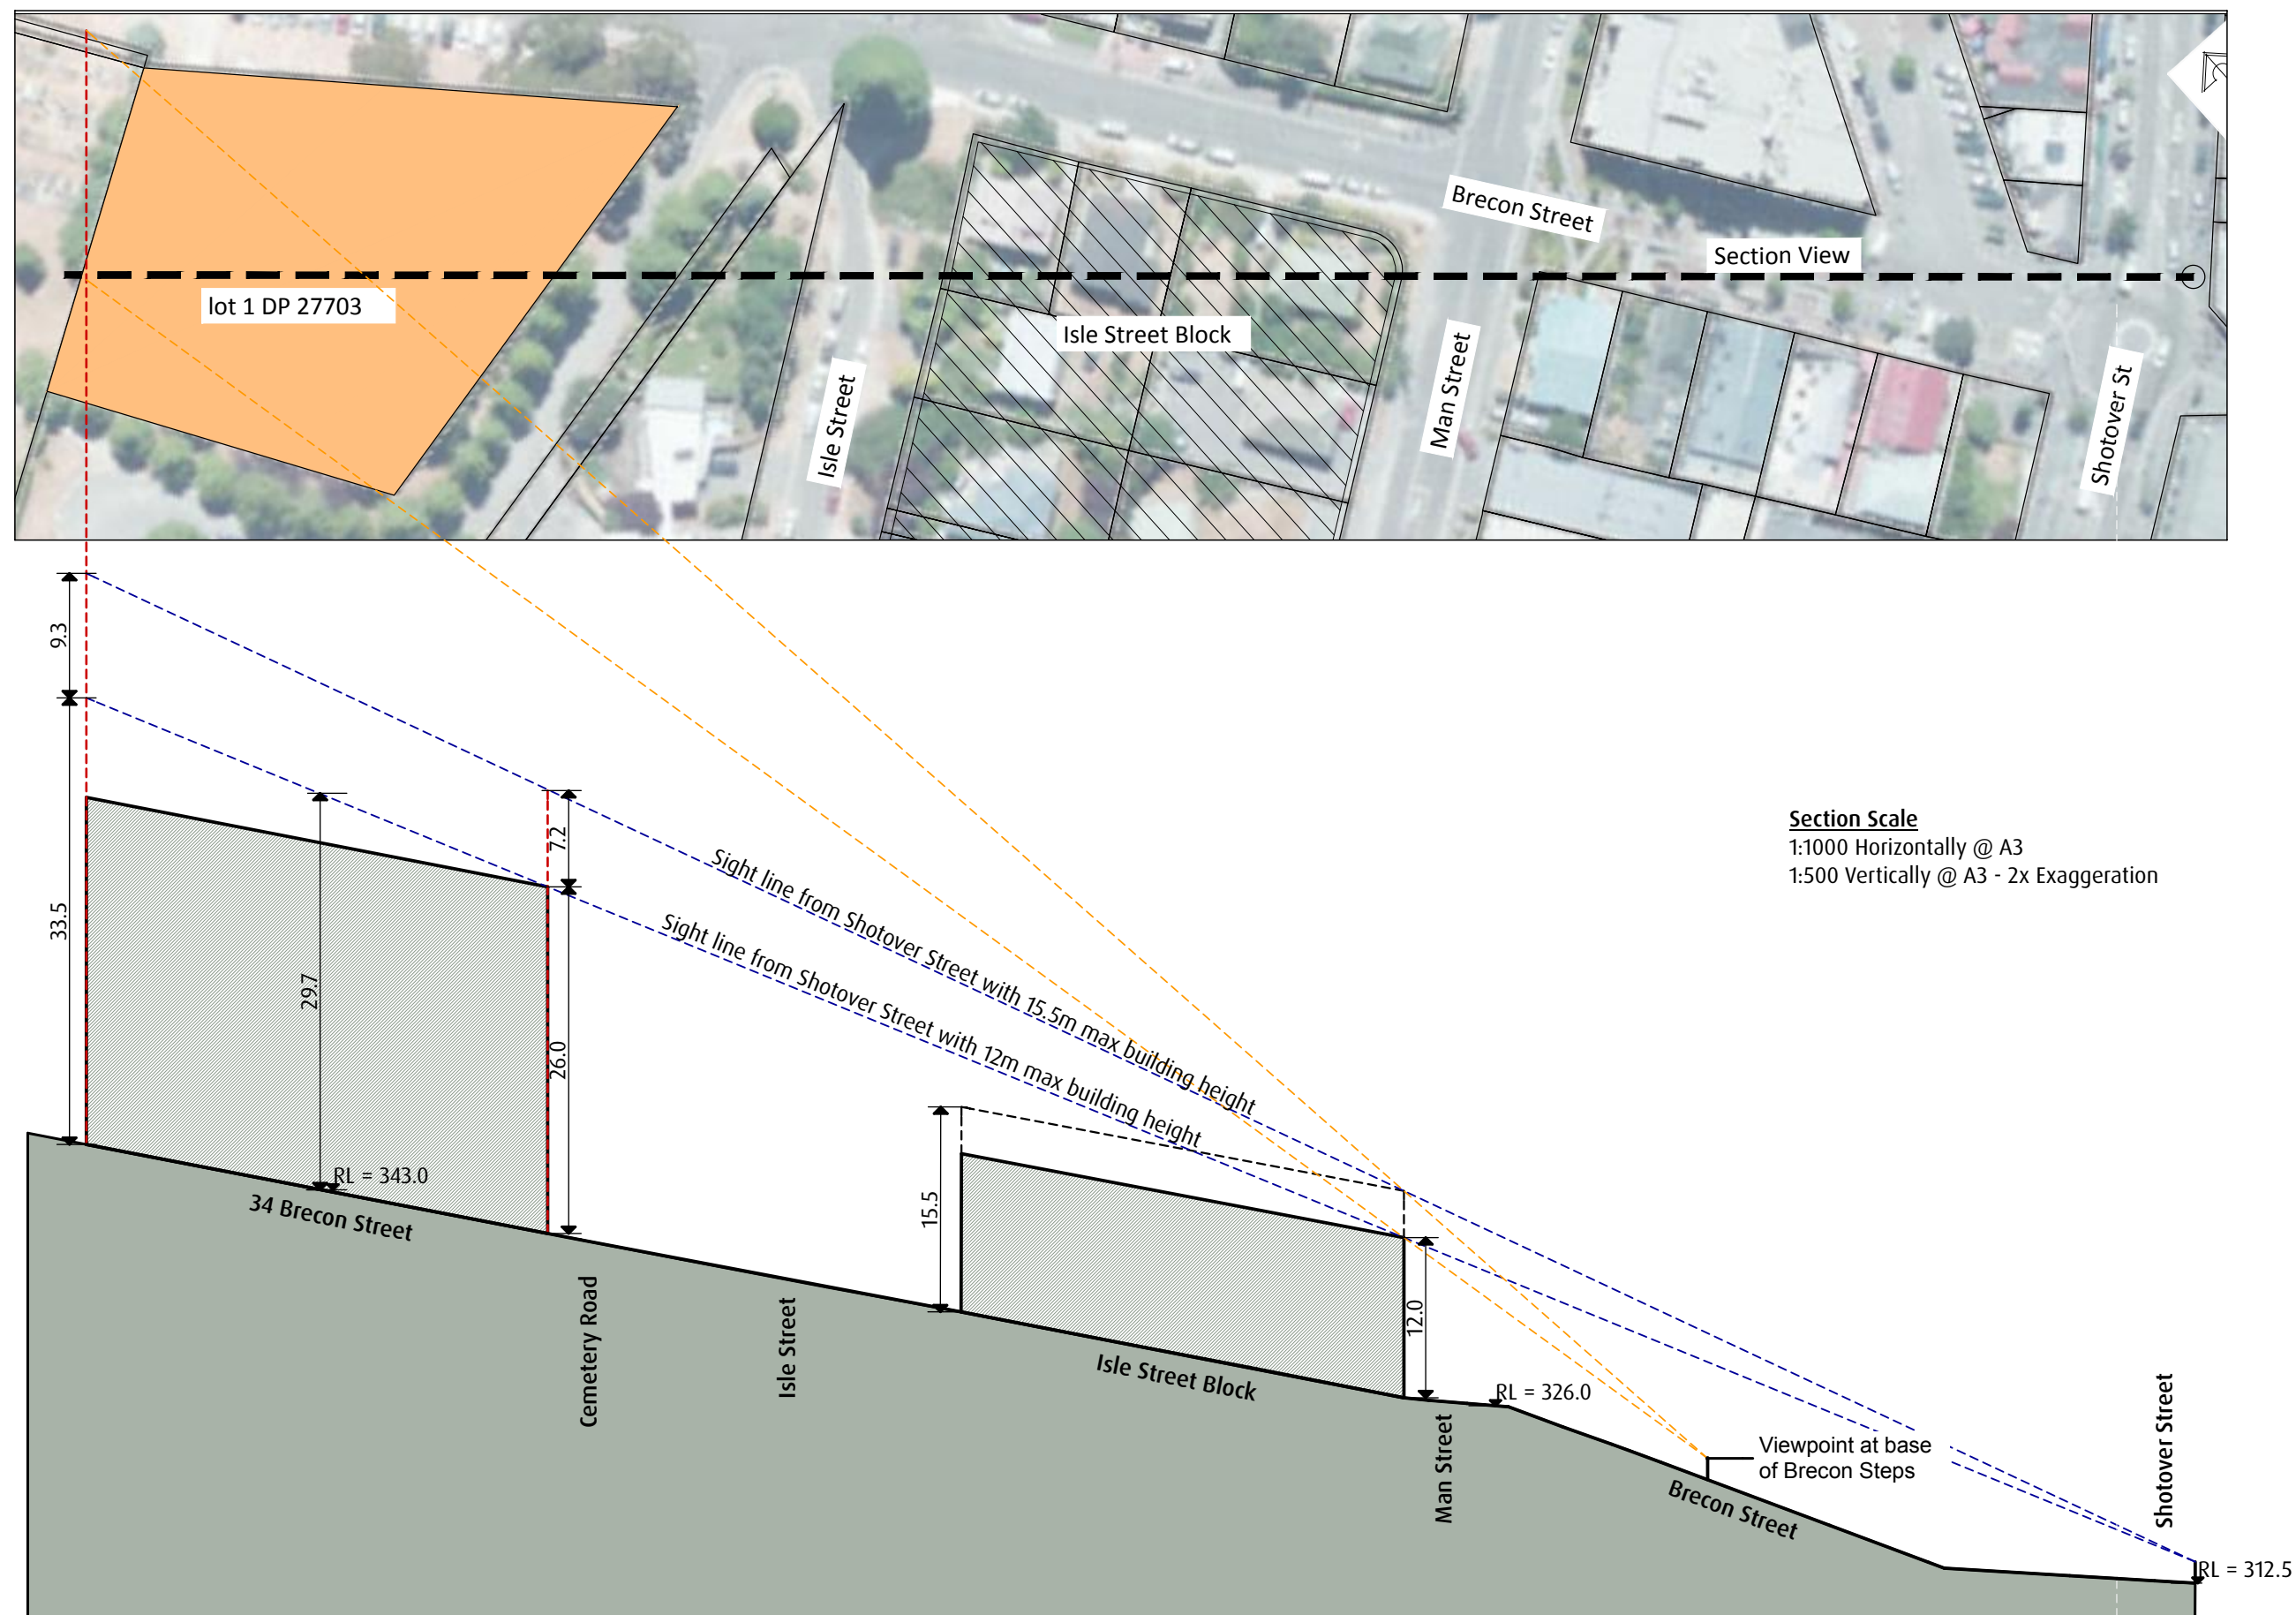 Brecon Street
Section View
lot 1 DP 27703
Isle Street Block
Isle Street
Man Street
Shotover St
9.3
33.5
7.2
29.7
26.0
Section Scale
1:1000 Horizontally @ A3
1:500 Vertically @ A3 - 2x Exaggeration
Sight line from Shotover Street with 15.5m max building height
Sight line from Shotover Street with 12m max building height
RL = 343.0
34 Brecon Street
15.5
12.0
Cemetery Road
Isle Street
Isle Street Block
RL = 326.0
Man Street
Viewpoint at base
of Brecon Steps
Brecon Street
Shotover Street
RL = 312.5